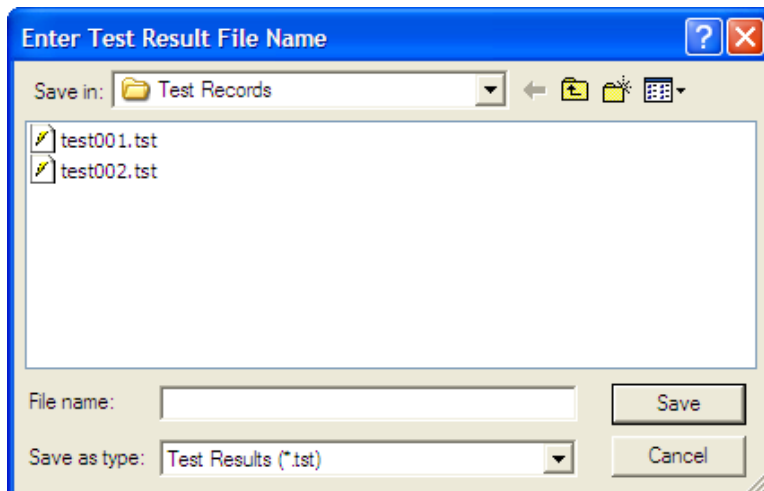 Enter Test Result File Name
Save in: Test Records
test001.tst
test002.tst
File name: Save
Save as type: Test Results (*.tst) Cancel